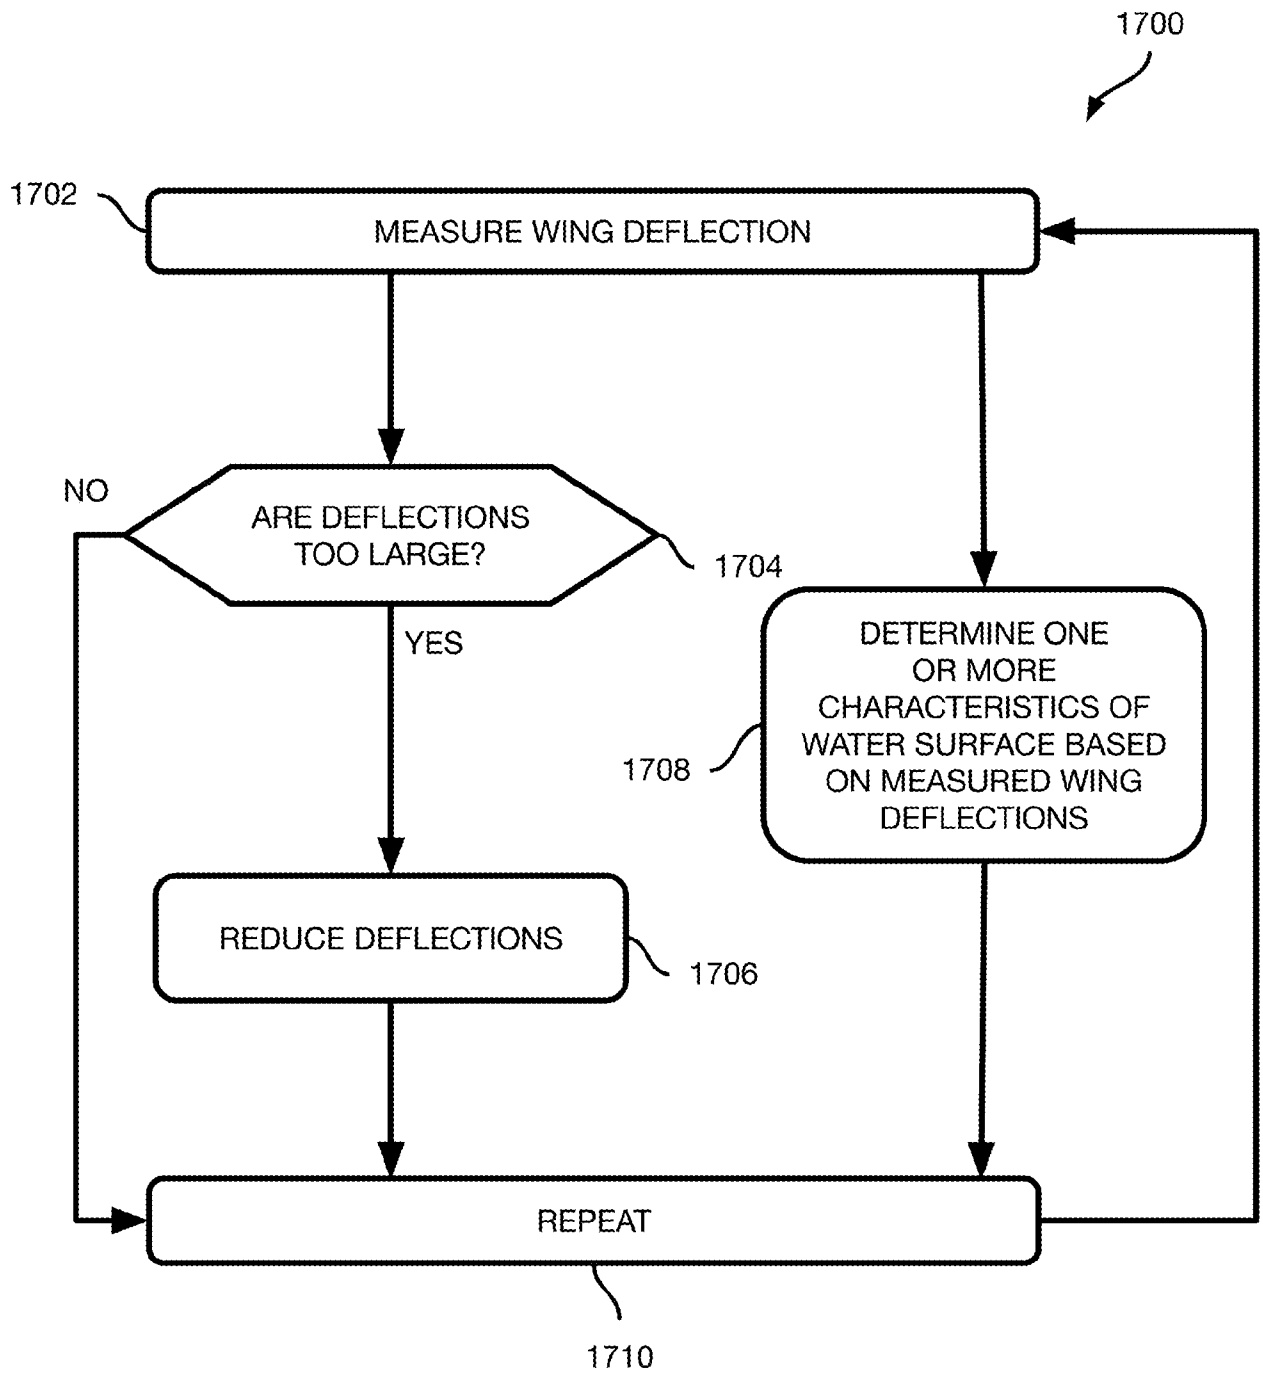 1700
1702
MEASURE WING DEFLECTION
NO
ARE DEFLECTIONS
TOO LARGE?
1704
YES
DETERMINE ONE
OR MORE
CHARACTERISTICS OF
WATER SURFACE BASED
ON MEASURED WING
DEFLECTIONS
1708
REDUCE DEFLECTIONS
1706
REPEAT
1710